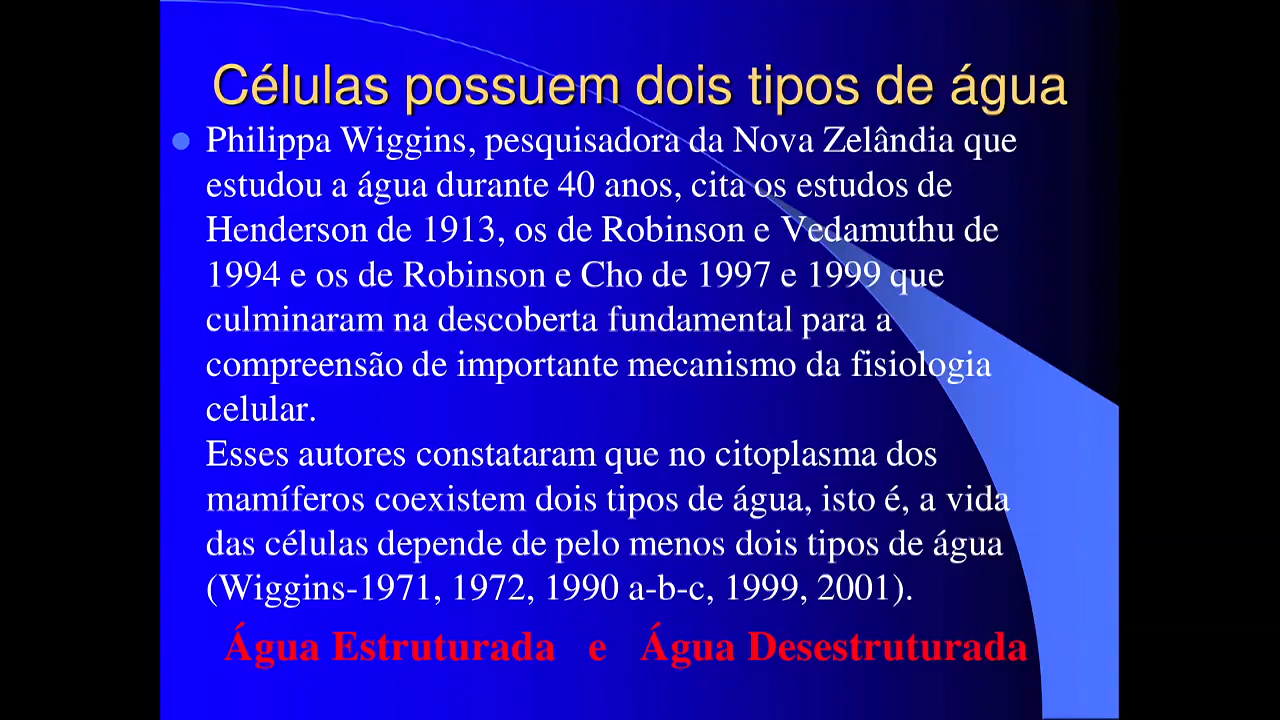 Células possuem dois tipos de água
Philippa Wiggins, pesquisadora da Nova Zelândia que
estudou a água durante 40 anos, cita os estudos de
Henderson de 1913, os de Robinson e Vedamuthu de
1994 e os de Robinson e Cho de 1997 e 1999 que
culminaram na descoberta fundamental para a
compreensão de importante mecanismo da fisiologia
celular.
Esses autores constataram que no citoplasma dos
mamíferos coexistem dois tipos de água, isto é, a vida
das células depende de pelo menos dois tipos de água
(Wiggins-1971, 1972, 1990 a-b-c, 1999, 2001).
Água Estruturada e Água Desestruturada